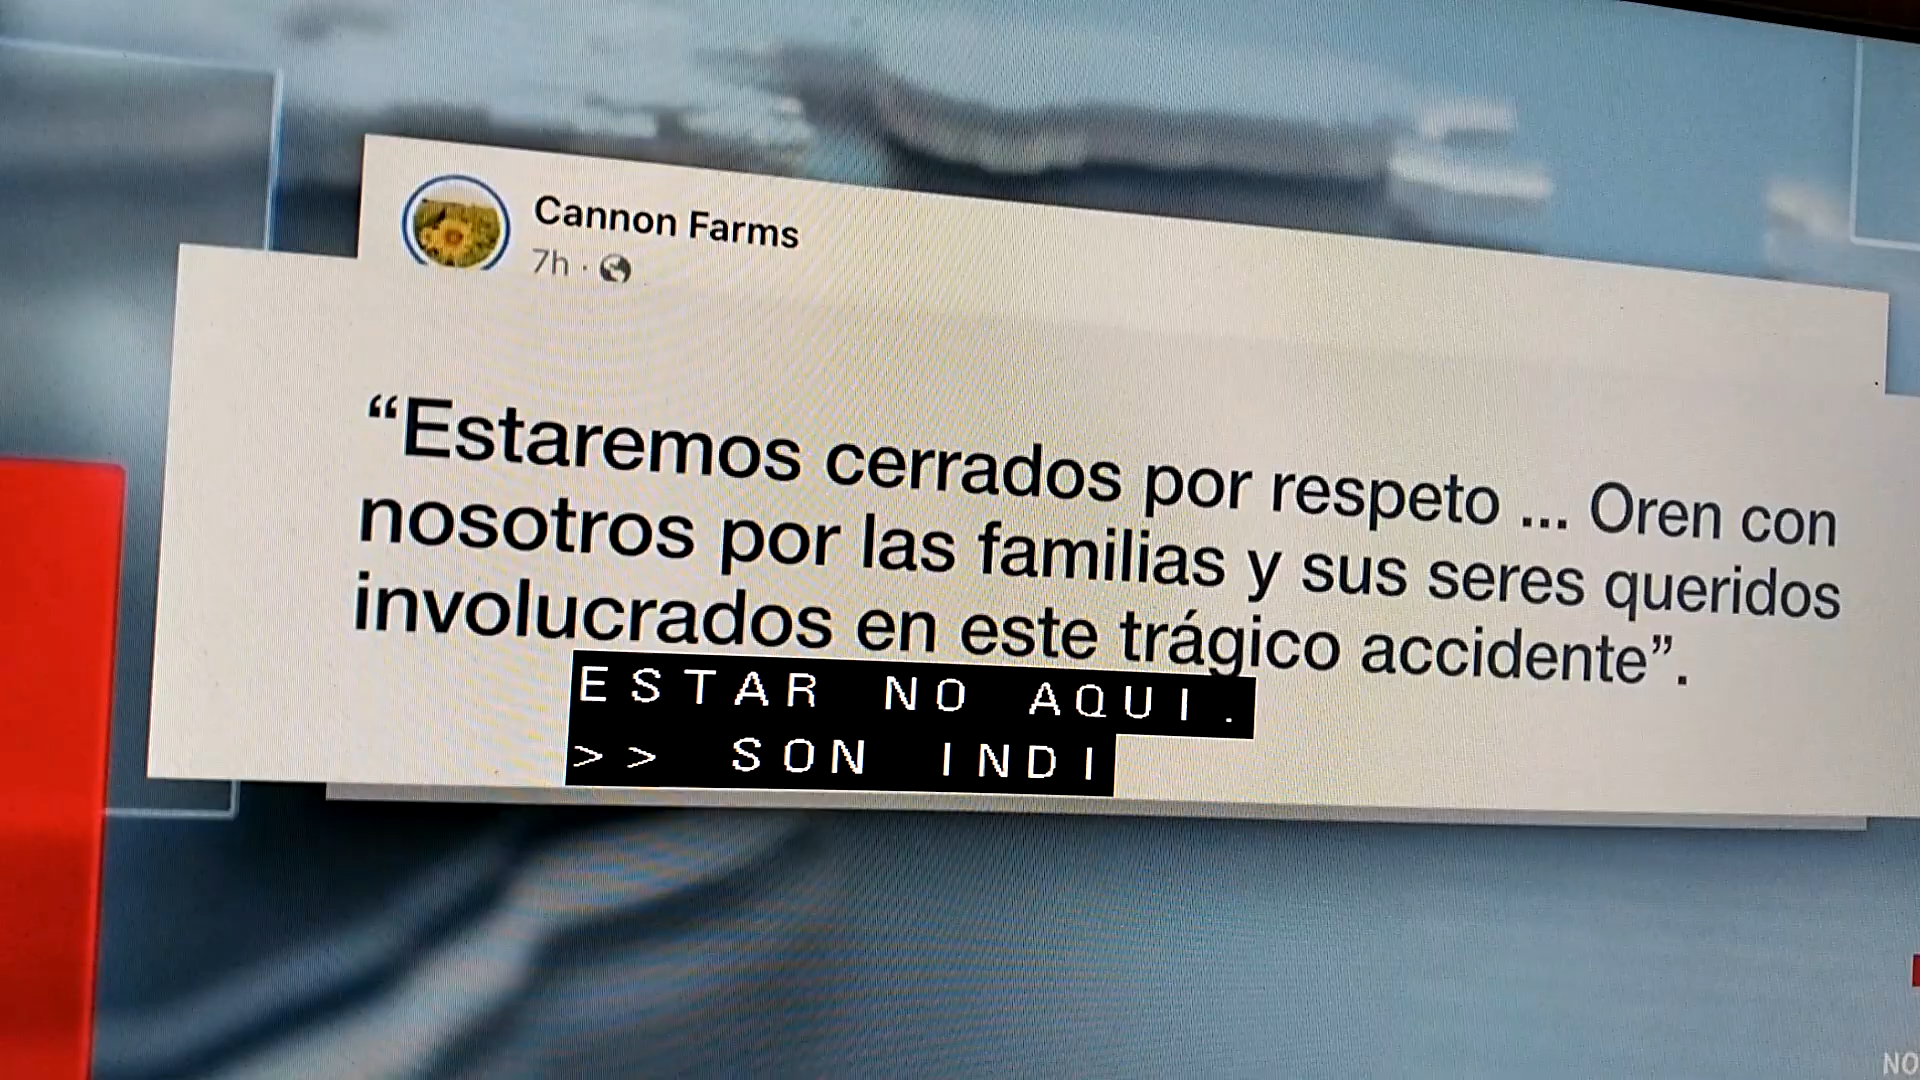 Cannon Farms
7h ·
“Estaremos cerrados por respeto ... Oren con
nosotros por las familias y sus seres queridos
involucrados en este trágico accidente”.
ESTAR NO AQUI.
>> SON INDI
NO